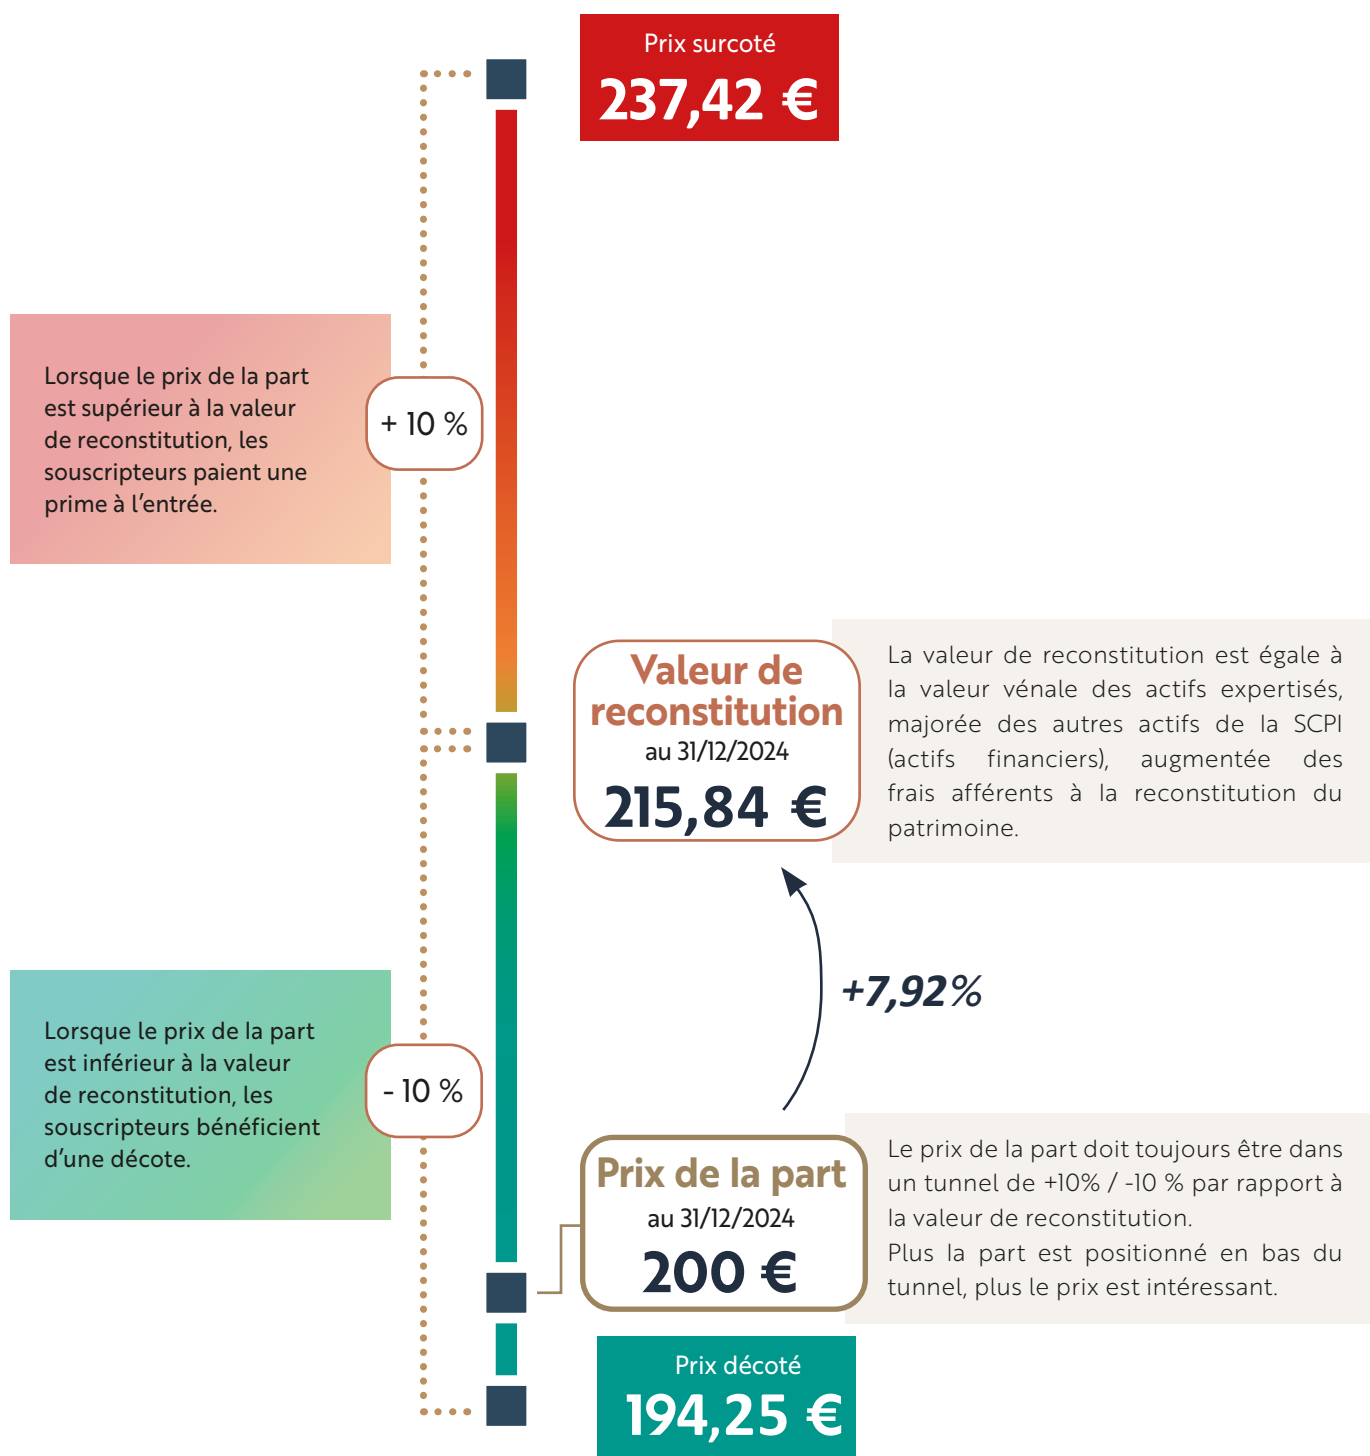 Prix surcoté
237,42 €
Lorsque le prix de la part
est supérieur à la valeur
de reconstitution, les
souscripteurs paient une
prime à l'entrée.
+ 10 %
Valeur de
reconstitution
au 31/12/2024
215,84 €
La valeur de reconstitution est égale à
la valeur vénale des actifs expertisés,
majorée des autres actifs de la SCPI
(actifs financiers), augmentée des
frais afférents à la reconstitution du
patrimoine.
+7,92%
Lorsque le prix de la part
est inférieur à la valeur
de reconstitution, les
souscripteurs bénéficient
d'une décote.
- 10 %
Prix de la part
au 31/12/2024
200 €
Le prix de la part doit toujours être dans
un tunnel de +10% / -10 % par rapport à
la valeur de reconstitution.
Plus la part est positionné en bas du
tunnel, plus le prix est intéressant.
Prix décoté
194,25 €